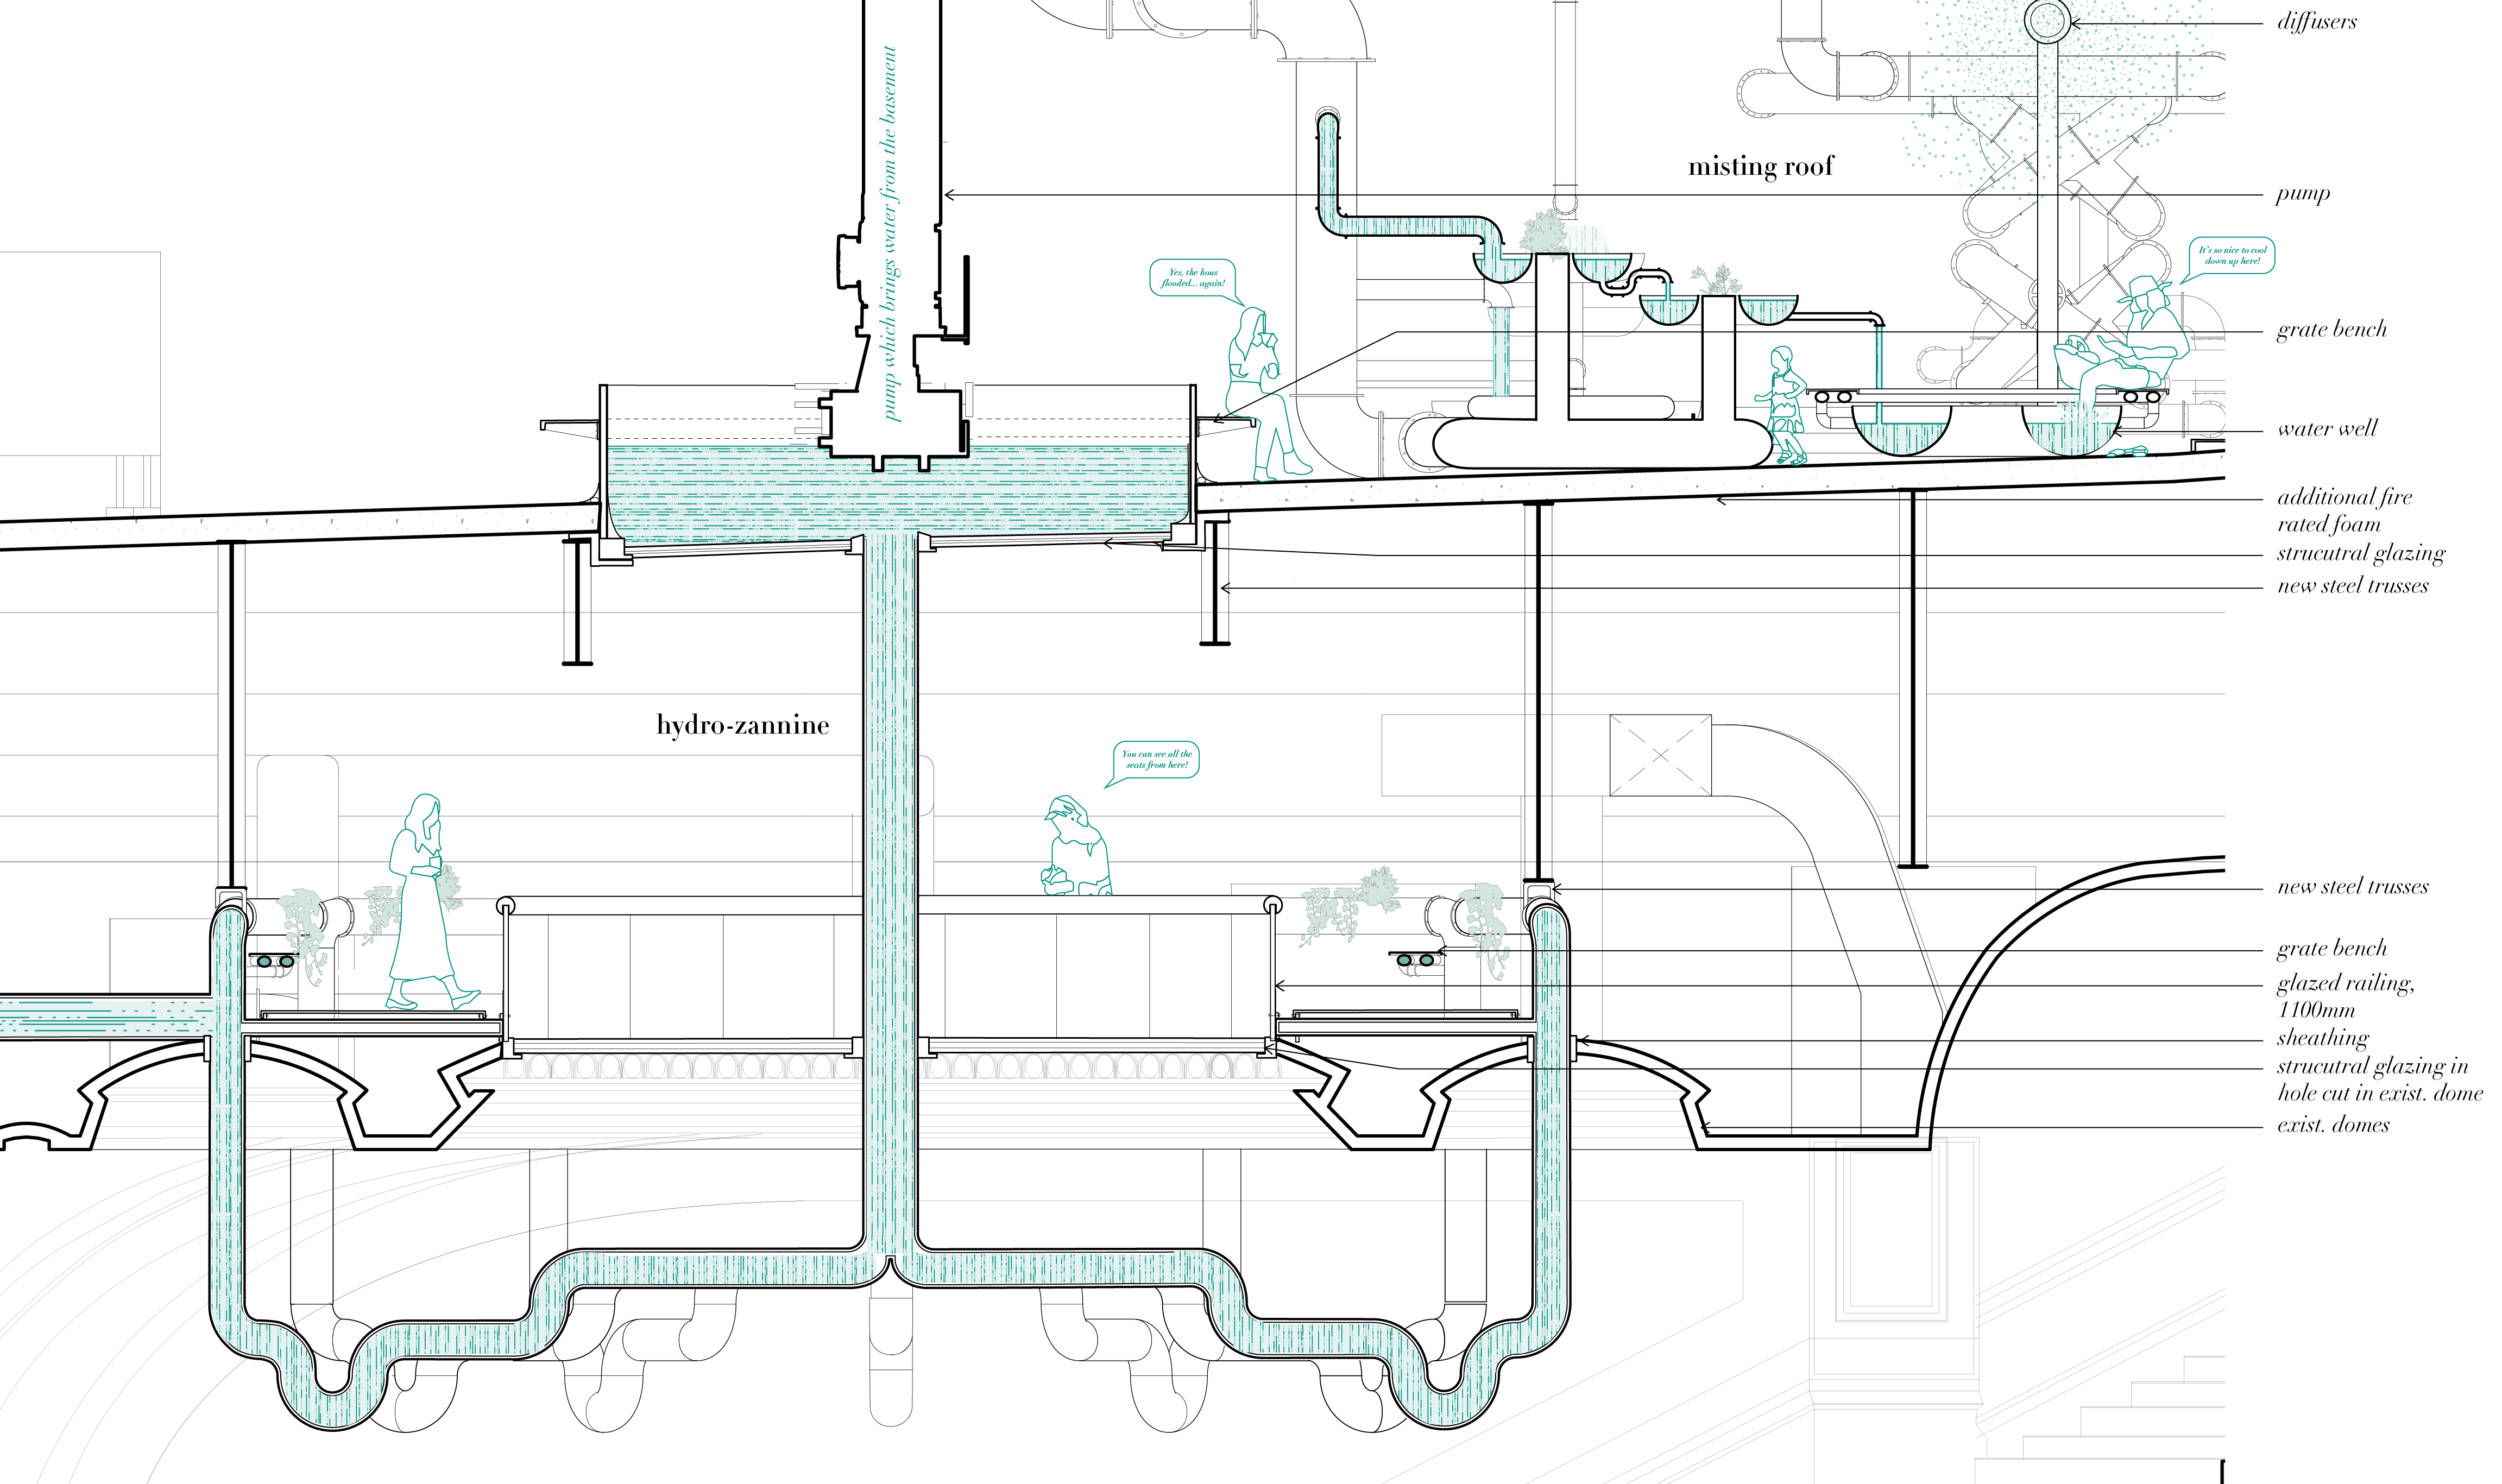 diffusers
pump which brings water from the basement
misting roof
pump
It's so nice to cool
down up here!
Yes, the hous
flooded... again!
grate bench
water well
additional fire
rated foam
strucutral glazing
new steel trusses
hydro-zannine
You can see all the
seats from here!
new steel trusses
grate bench
glazed railing,
1100mm
sheathing
strucutral glazing in
hole cut in exist. dome
exist. domes